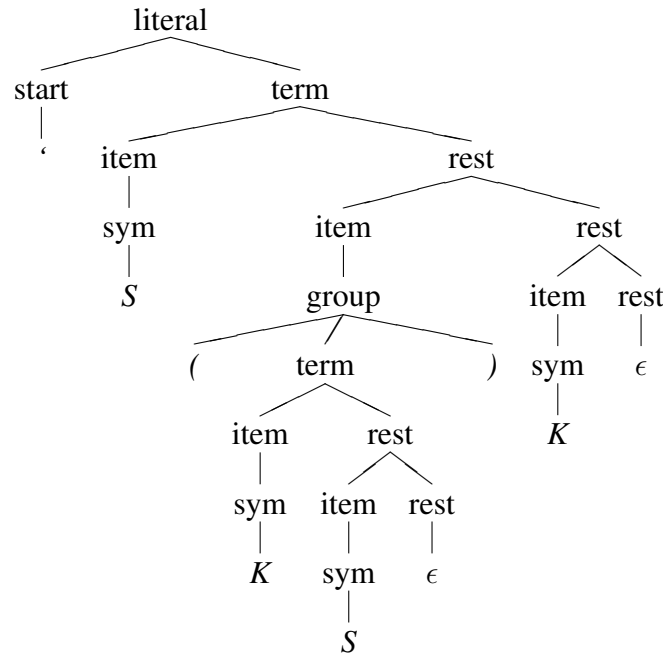 literal
start term
‘ item rest
sym item rest
S group item rest
( term ) sym ϵ
item rest K
sym item rest
K sym ϵ
S